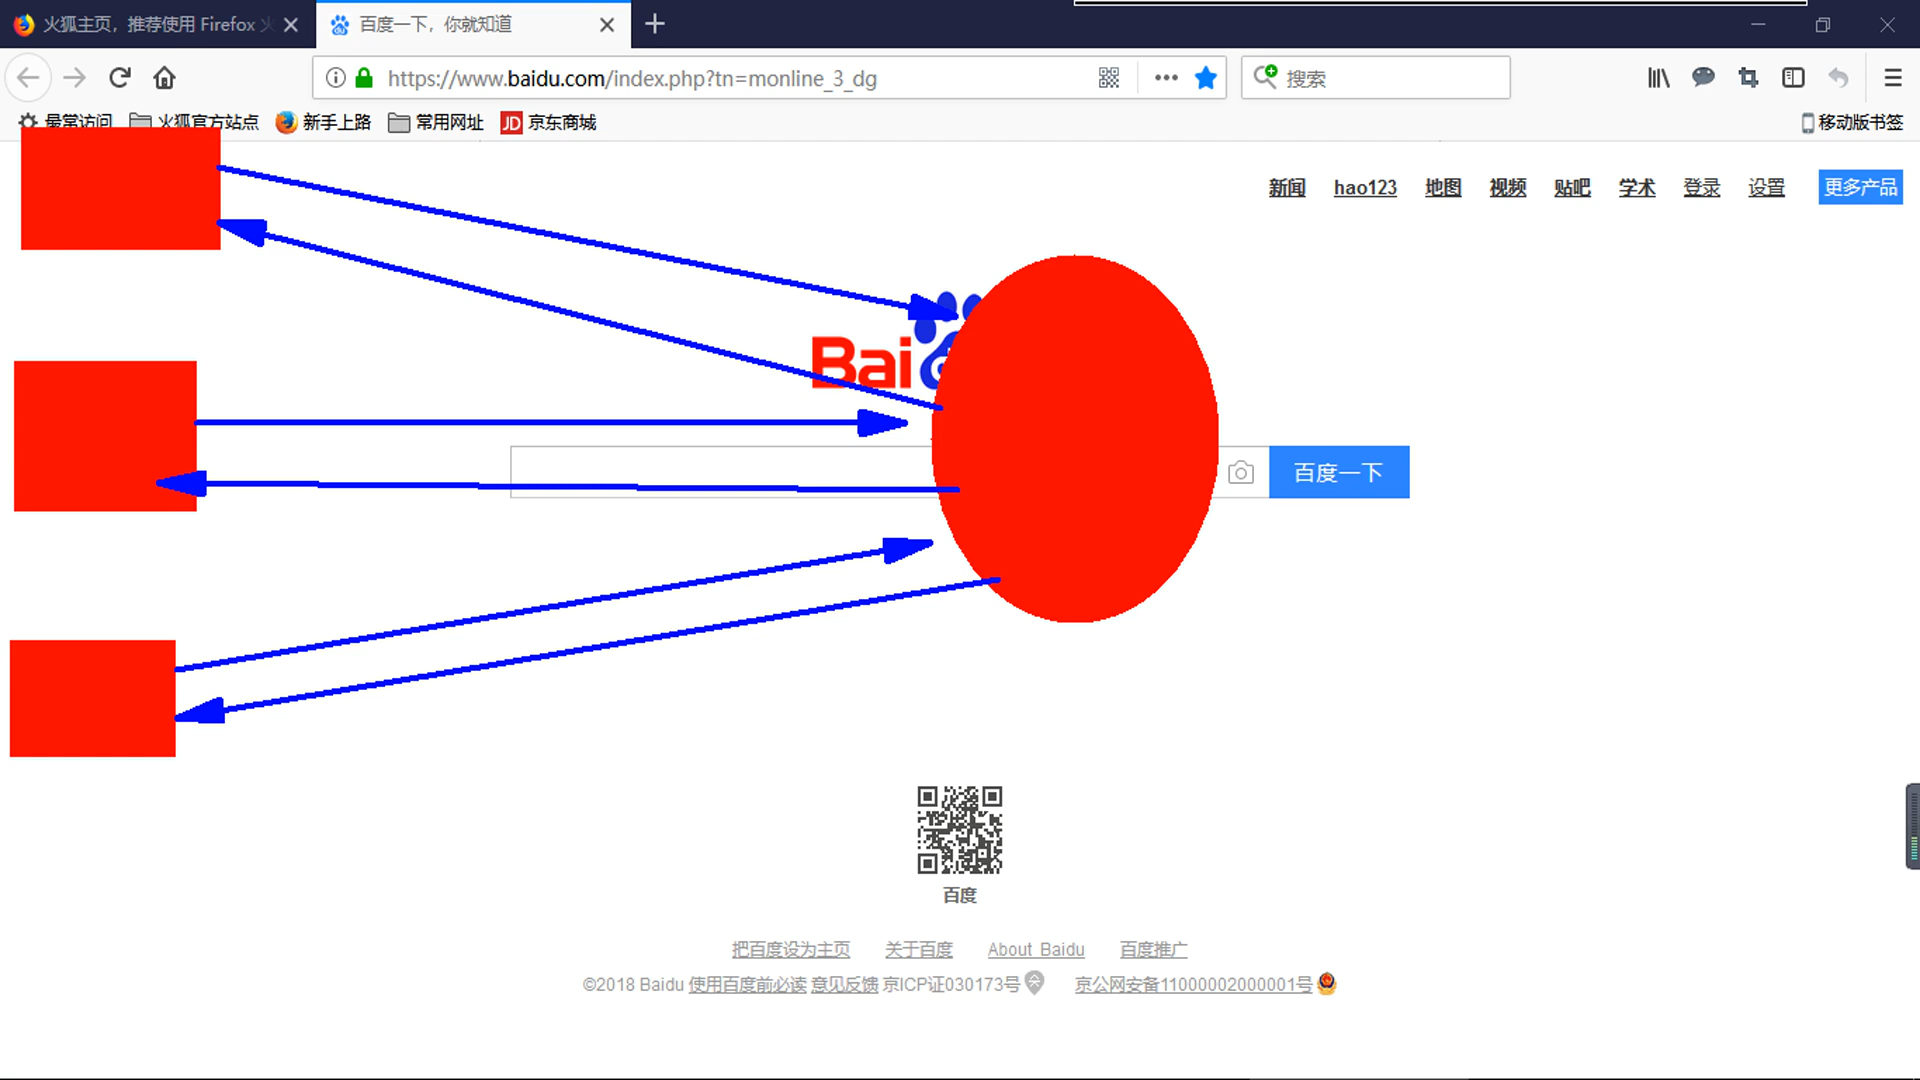 火狐主页，推荐使用 Firefox
百度一下，你就知道
https://www.baidu.com/index.php?tn=monline_3_dg
搜索
最常访问 火狐官方站点 新手上路 常用网址 JD 京东商城
移动版书签
新闻 hao123 地图 视频 贴吧 学术 登录 设置 更多产品
Bai
百度一下
百度
把百度设为主页 关于百度 About Baidu 百度推广
©2018 Baidu 使用百度前必读 意见反馈 京ICP证030173号 京公网安备11000002000001号